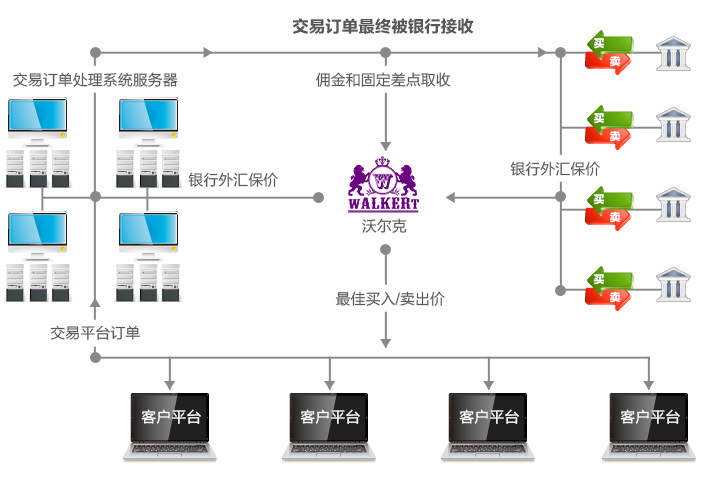 交易订单最终被银行接收
买
卖
交易订单处理系统服务器
佣金和固定差点取收
买
卖
银行外汇保价
银行外汇保价
W
WALKERT
沃尔克
买
卖
买
卖
最佳买入/卖出价
交易平台订单
客户平台
客户平台
客户平台
客户平台